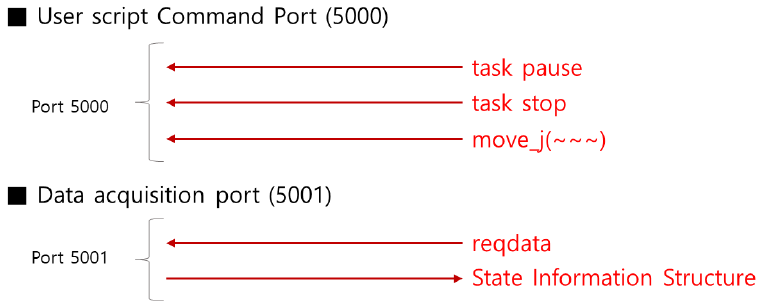 ■ User script Command Port (5000)
task pause
Port 5000
task stop
move_j(~~~)
■ Data acquisition port (5001)
reqdata
Port 5001
State Information Structure